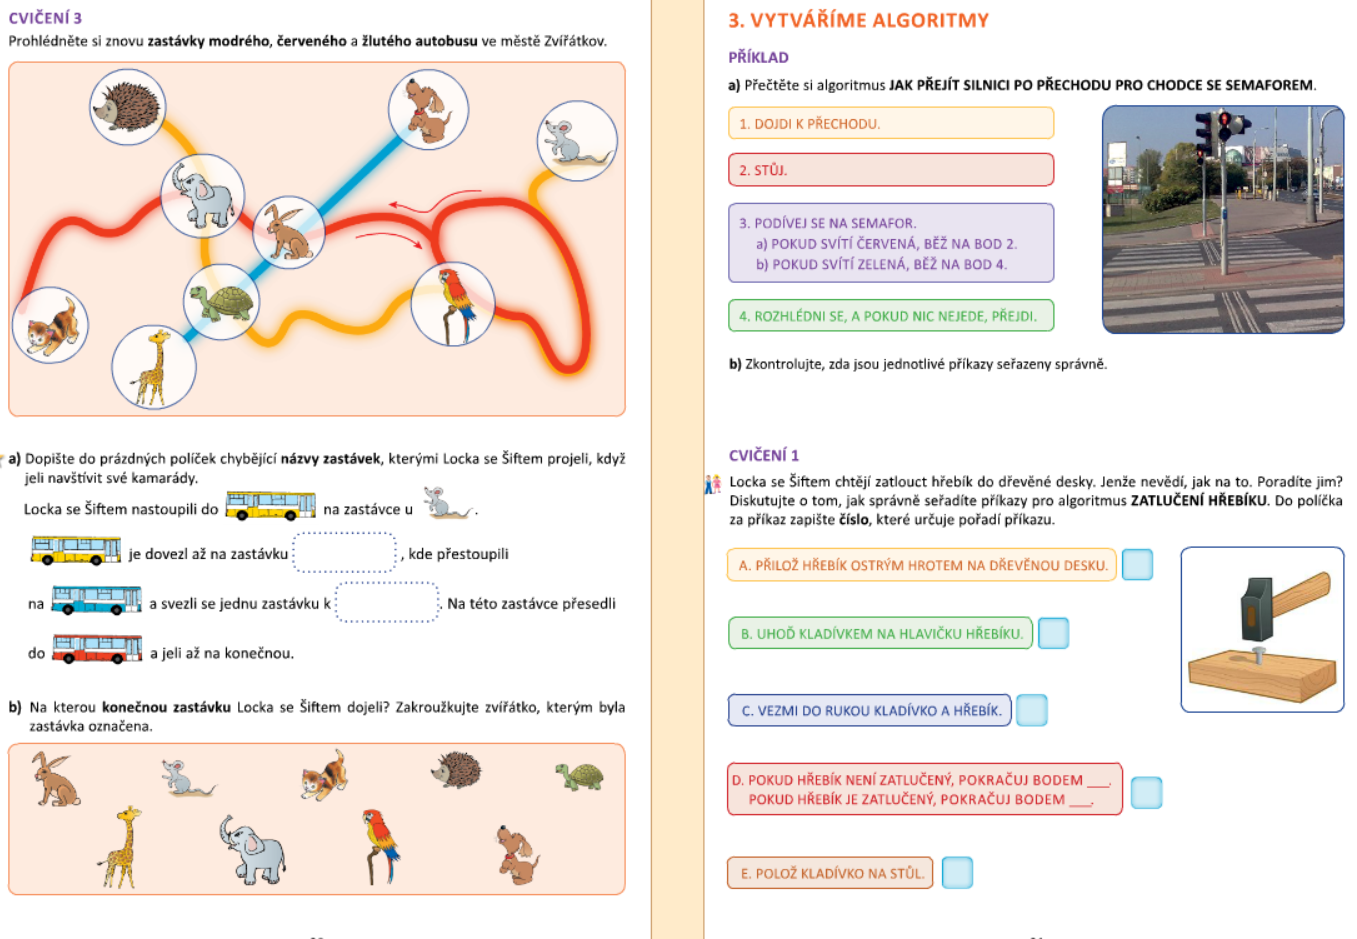 CVIČENÍ 3
Prohlédněte si znovu zastávky modrého, červeného a žlutého autobusu ve městě Zvířátkov.
a) Dopište do prázdných políček chybějící názvy zastávek, kterými Locka se Šiftem projeli, když
jeli navštívit své kamarády.
Locka se Šiftem nastoupili do na zastávce u .
je dovezl až na zastávku , kde přestoupili
na a svezli se jednu zastávku k . Na této zastávce přesedli
do a jeli až na konečnou.
b) Na kterou konečnou zastávku Locka se Šiftem dojeli? Zakroužkujte zvířátko, kterým byla
zastávka označena.
3. VYTVÁŘÍME ALGORITMY
PŘÍKLAD
a) Přečtěte si algoritmus JAK PŘEJÍT SILNICI PO PŘECHODU PRO CHODCE SE SEMAFOREM.
1. DOJDI K PŘECHODU.
2. STŮJ.
3. PODÍVEJ SE NA SEMAFOR.
a) POKUD SVÍTÍ ČERVENÁ, BĚŽ NA BOD 2.
b) POKUD SVÍTÍ ZELENÁ, BĚŽ NA BOD 4.
4. ROZHLÉDNI SE, A POKUD NIC NEJEDE, PŘEJDI.
b) Zkontrolujte, zda jsou jednotlivé příkazy seřazeny správně.
CVIČENÍ 1
Locka se Šiftem chtějí zatlouct hřebík do dřevěné desky. Jenže nevědí, jak na to. Poradíte jim?
Diskutujte o tom, jak správně seřadíte příkazy pro algoritmus ZATLUČENÍ HŘEBÍKU. Do políčka
za příkaz zapište číslo, které určuje pořadí příkazu.
A. PŘILOŽ HŘEBÍK OSTRÝM HROTEM NA DŘEVĚNOU DESKU.
B. UHOĎ KLADÍVKEM NA HLAVIČKU HŘEBÍKU.
C. VEZMI DO RUKOU KLADÍVKO A HŘEBÍK.
D. POKUD HŘEBÍK NENÍ ZATLUČENÝ, POKRAČUJ BODEM ___.
POKUD HŘEBÍK JE ZATLUČENÝ, POKRAČUJ BODEM ___.
E. POLOŽ KLADÍVKO NA STŮL.